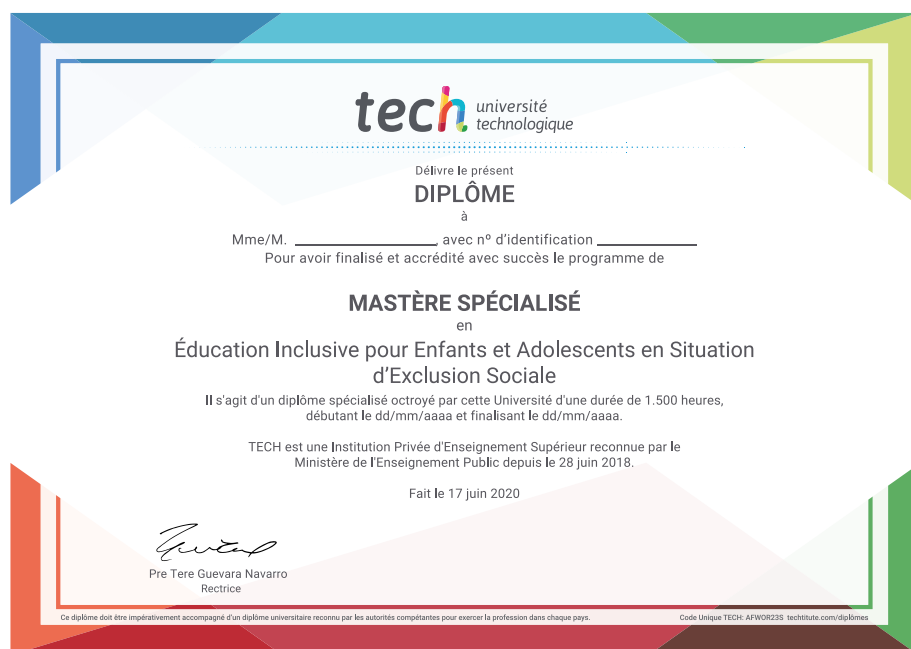 tech université
technologique
Délivre le présent
DIPLÔME
à
Mme/M. , avec nº d'identification
Pour avoir finalisé et accrédité avec succès le programme de
MASTÈRE SPÉCIALISÉ
en
Éducation Inclusive pour Enfants et Adolescents en Situation
d'Exclusion Sociale
Il s'agit d'un diplôme spécialisé octroyé par cette Université d'une durée de 1.500 heures,
débutant le dd/mm/aaaa et finalisant le dd/mm/aaaa.
TECH est une Institution Privée d'Enseignement Supérieur reconnue par le
Ministère de l'Enseignement Public depuis le 28 juin 2018.
Fait le 17 juin 2020
Pre Tere Guevara Navarro
Rectrice
Ce diplôme doit être impérativement accompagné d'un diplôme universitaire reconnu par les autorités compétentes pour exercer la profession dans chaque pays.
Code Unique TECH: AFWOR23S techtitute.com/diplômes